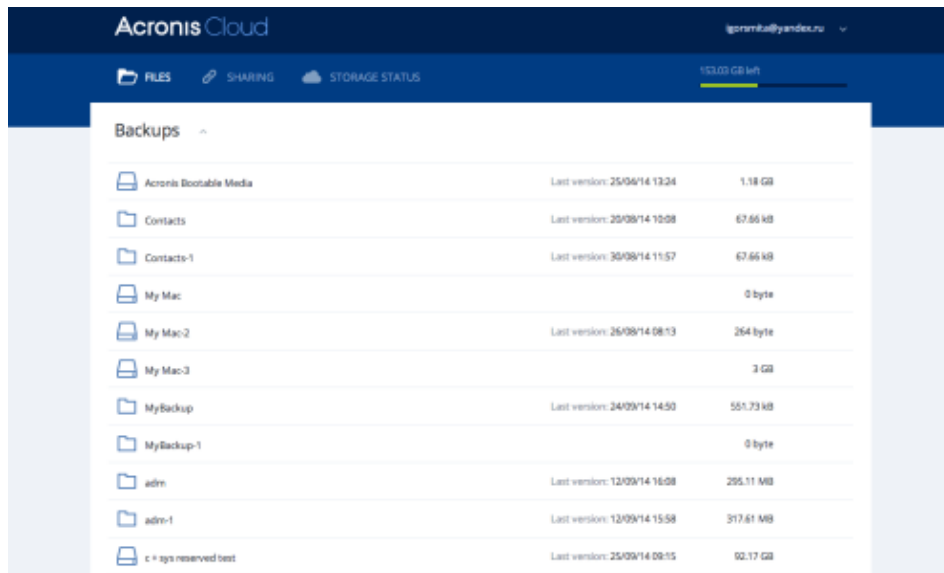 Acronis Cloud
igorsmita@yandex.ru
FILES SHARING STORAGE STATUS
153.03 GB left
Backups
Acronis Bootable Media Last version: 25/04/14 13:24 1.18 GB
Contacts Last version: 20/08/14 10:08 67.66 kB
Contacts-1 Last version: 30/08/14 11:57 67.66 kB
My Mac 0 byte
My Mac-2 Last version: 26/08/14 08:13 264 byte
My Mac-3 3 GB
MyBackup Last version: 24/09/14 14:50 551.73 kB
MyBackup-1 0 byte
adm Last version: 12/09/14 16:08 295.11 MB
adm-1 Last version: 12/09/14 15:58 317.61 MB
c + sys reserved test Last version: 25/09/14 09:15 92.17 GB